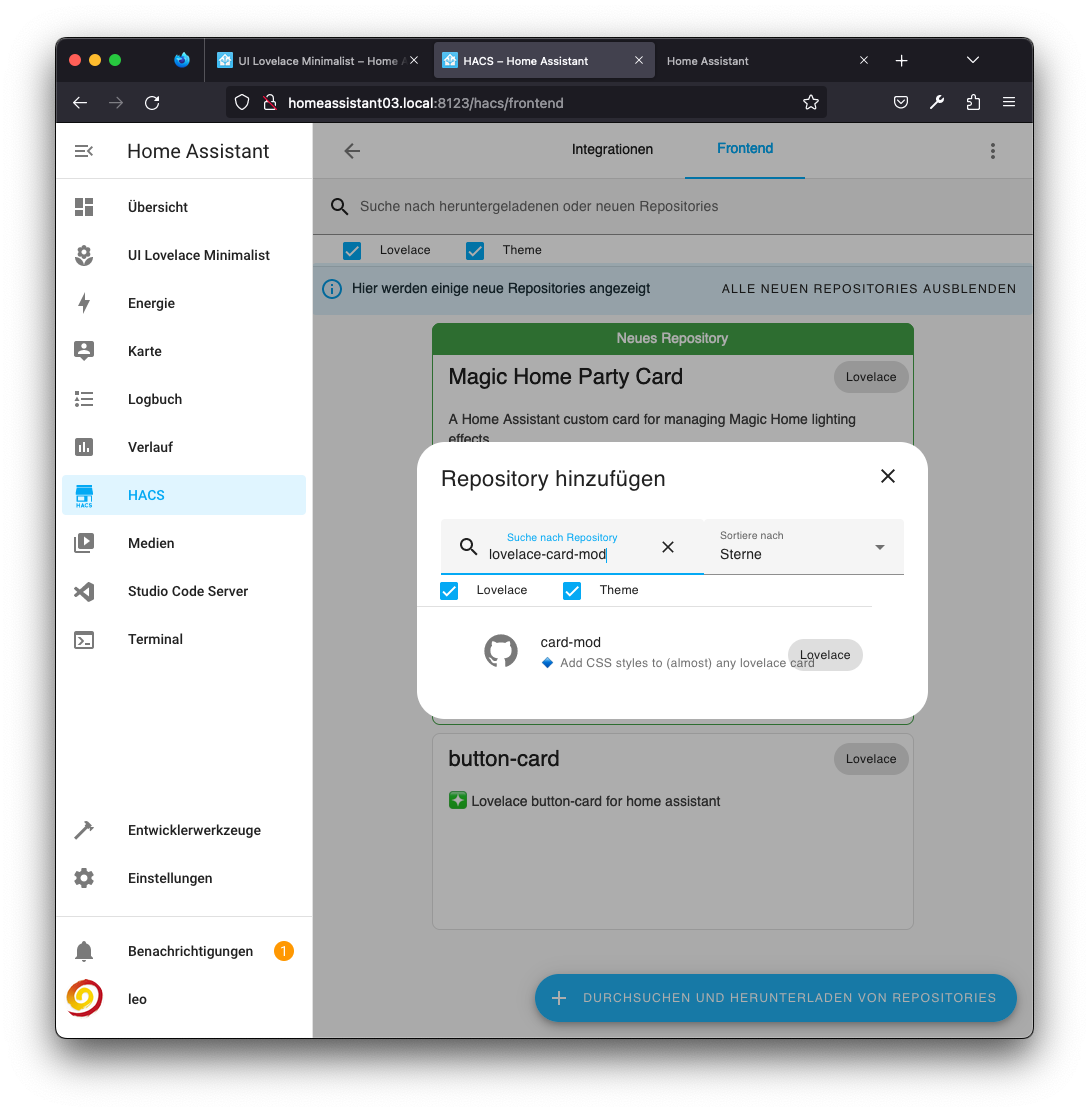 UI Lovelace Minimalist – Home A
HACS – Home Assistant
Home Assistant
homeassistant03.local:8123/hacs/frontend
Home Assistant
Integrationen
Frontend
Übersicht
UI Lovelace Minimalist
Energie
Karte
Logbuch
Verlauf
HACS
HACS
Medien
Studio Code Server
Terminal
Entwicklerwerkzeuge
Einstellungen
Benachrichtigungen 1
leo
Suche nach heruntergeladenen oder neuen Repositories
Lovelace Theme
Hier werden einige neue Repositories angezeigt ALLE NEUEN REPOSITORIES AUSBLENDEN
Neues Repository
Magic Home Party Card Lovelace
A Home Assistant custom card for managing Magic Home lighting
effects
Repository hinzufügen
Suche nach Repository
lovelace-card-mod
Sortiere nach
Sterne
Lovelace Theme
card-mod
Add CSS styles to (almost) any lovelace card
Lovelace
button-card Lovelace
Lovelace button-card for home assistant
DURCHSUCHEN UND HERUNTERLADEN VON REPOSITORIES